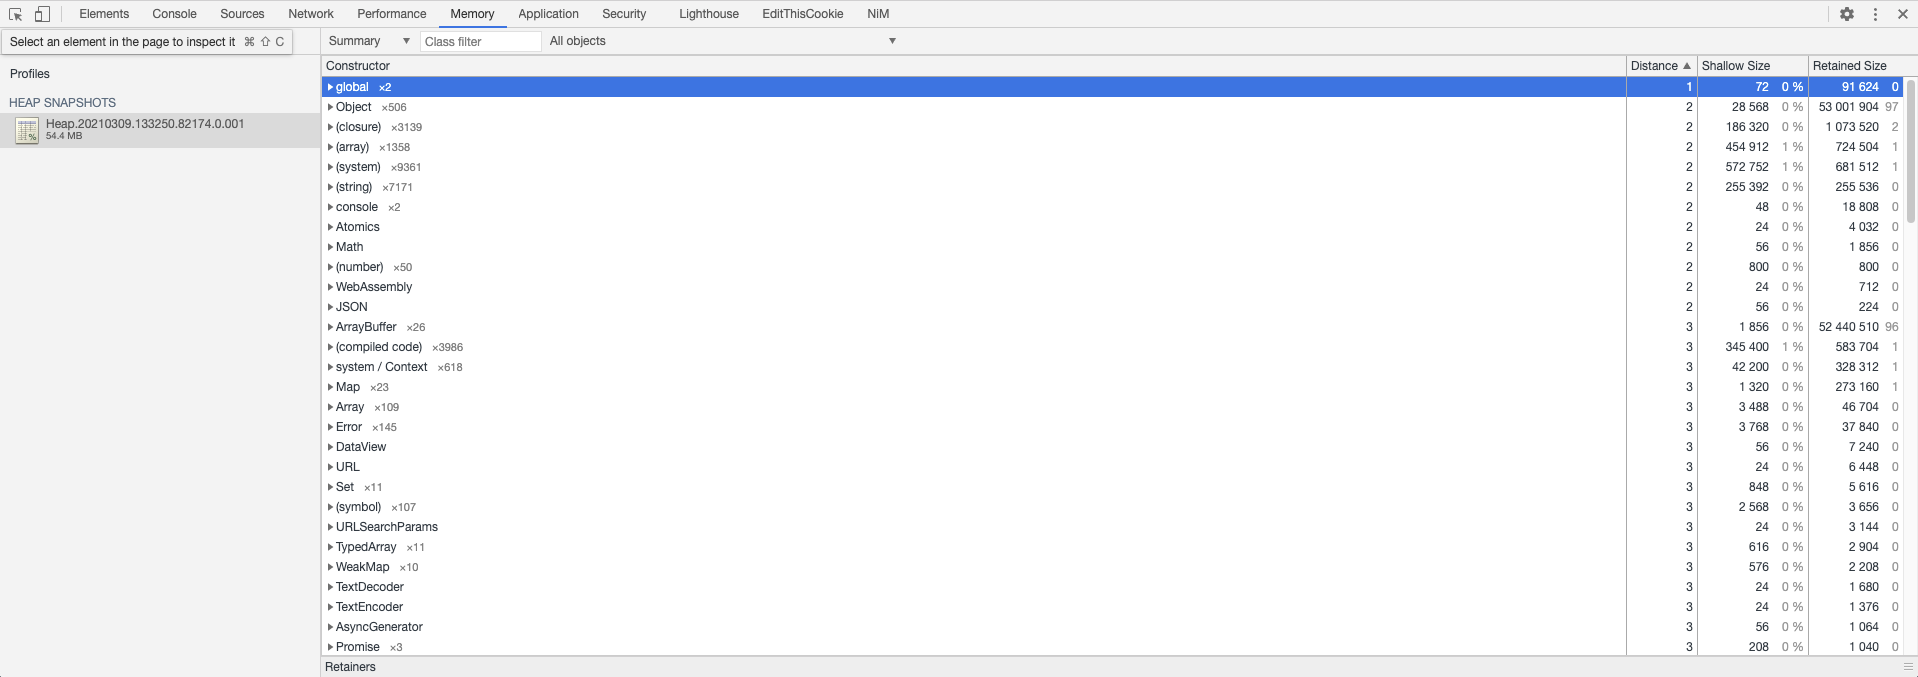 Elements Console Sources Network Performance Memory Application Security Lighthouse EditThisCookie NiM
Select an element in the page to inspect it ⌘ ⇧ C
Summary ▼ Class filter All objects ▼
Profiles
HEAP SNAPSHOTS
Heap.20210309.133250.82174.0.001
54.4 MB
Constructor Distance ▲ Shallow Size Retained Size
global ×2 1 72 0 % 91 624 0
Object ×506 2 28 568 0 % 53 001 904 97
(closure) ×3139 2 186 320 0 % 1 073 520 2
(array) ×1358 2 454 912 1 % 724 504 1
(system) ×9361 2 572 752 1 % 681 512 1
(string) ×7171 2 255 392 0 % 255 536 0
console ×2 2 48 0 % 18 808 0
Atomics 2 24 0 % 4 032 0
Math 2 56 0 % 1 856 0
(number) ×50 2 800 0 % 800 0
WebAssembly 2 24 0 % 712 0
JSON 2 56 0 % 224 0
ArrayBuffer ×26 3 1 856 0 % 52 440 510 96
(compiled code) ×3986 3 345 400 1 % 583 704 1
system / Context ×618 3 42 200 0 % 328 312 1
Map ×23 3 1 320 0 % 273 160 1
Array ×109 3 3 488 0 % 46 704 0
Error ×145 3 3 768 0 % 37 840 0
DataView 3 56 0 % 7 240 0
URL 3 24 0 % 6 448 0
Set ×11 3 848 0 % 5 616 0
(symbol) ×107 3 2 568 0 % 3 656 0
URLSearchParams 3 24 0 % 3 144 0
TypedArray ×11 3 616 0 % 2 904 0
WeakMap ×10 3 576 0 % 2 208 0
TextDecoder 3 24 0 % 1 680 0
TextEncoder 3 24 0 % 1 376 0
AsyncGenerator 3 56 0 % 1 064 0
Promise ×3 3 208 0 % 1 040 0
Retainers